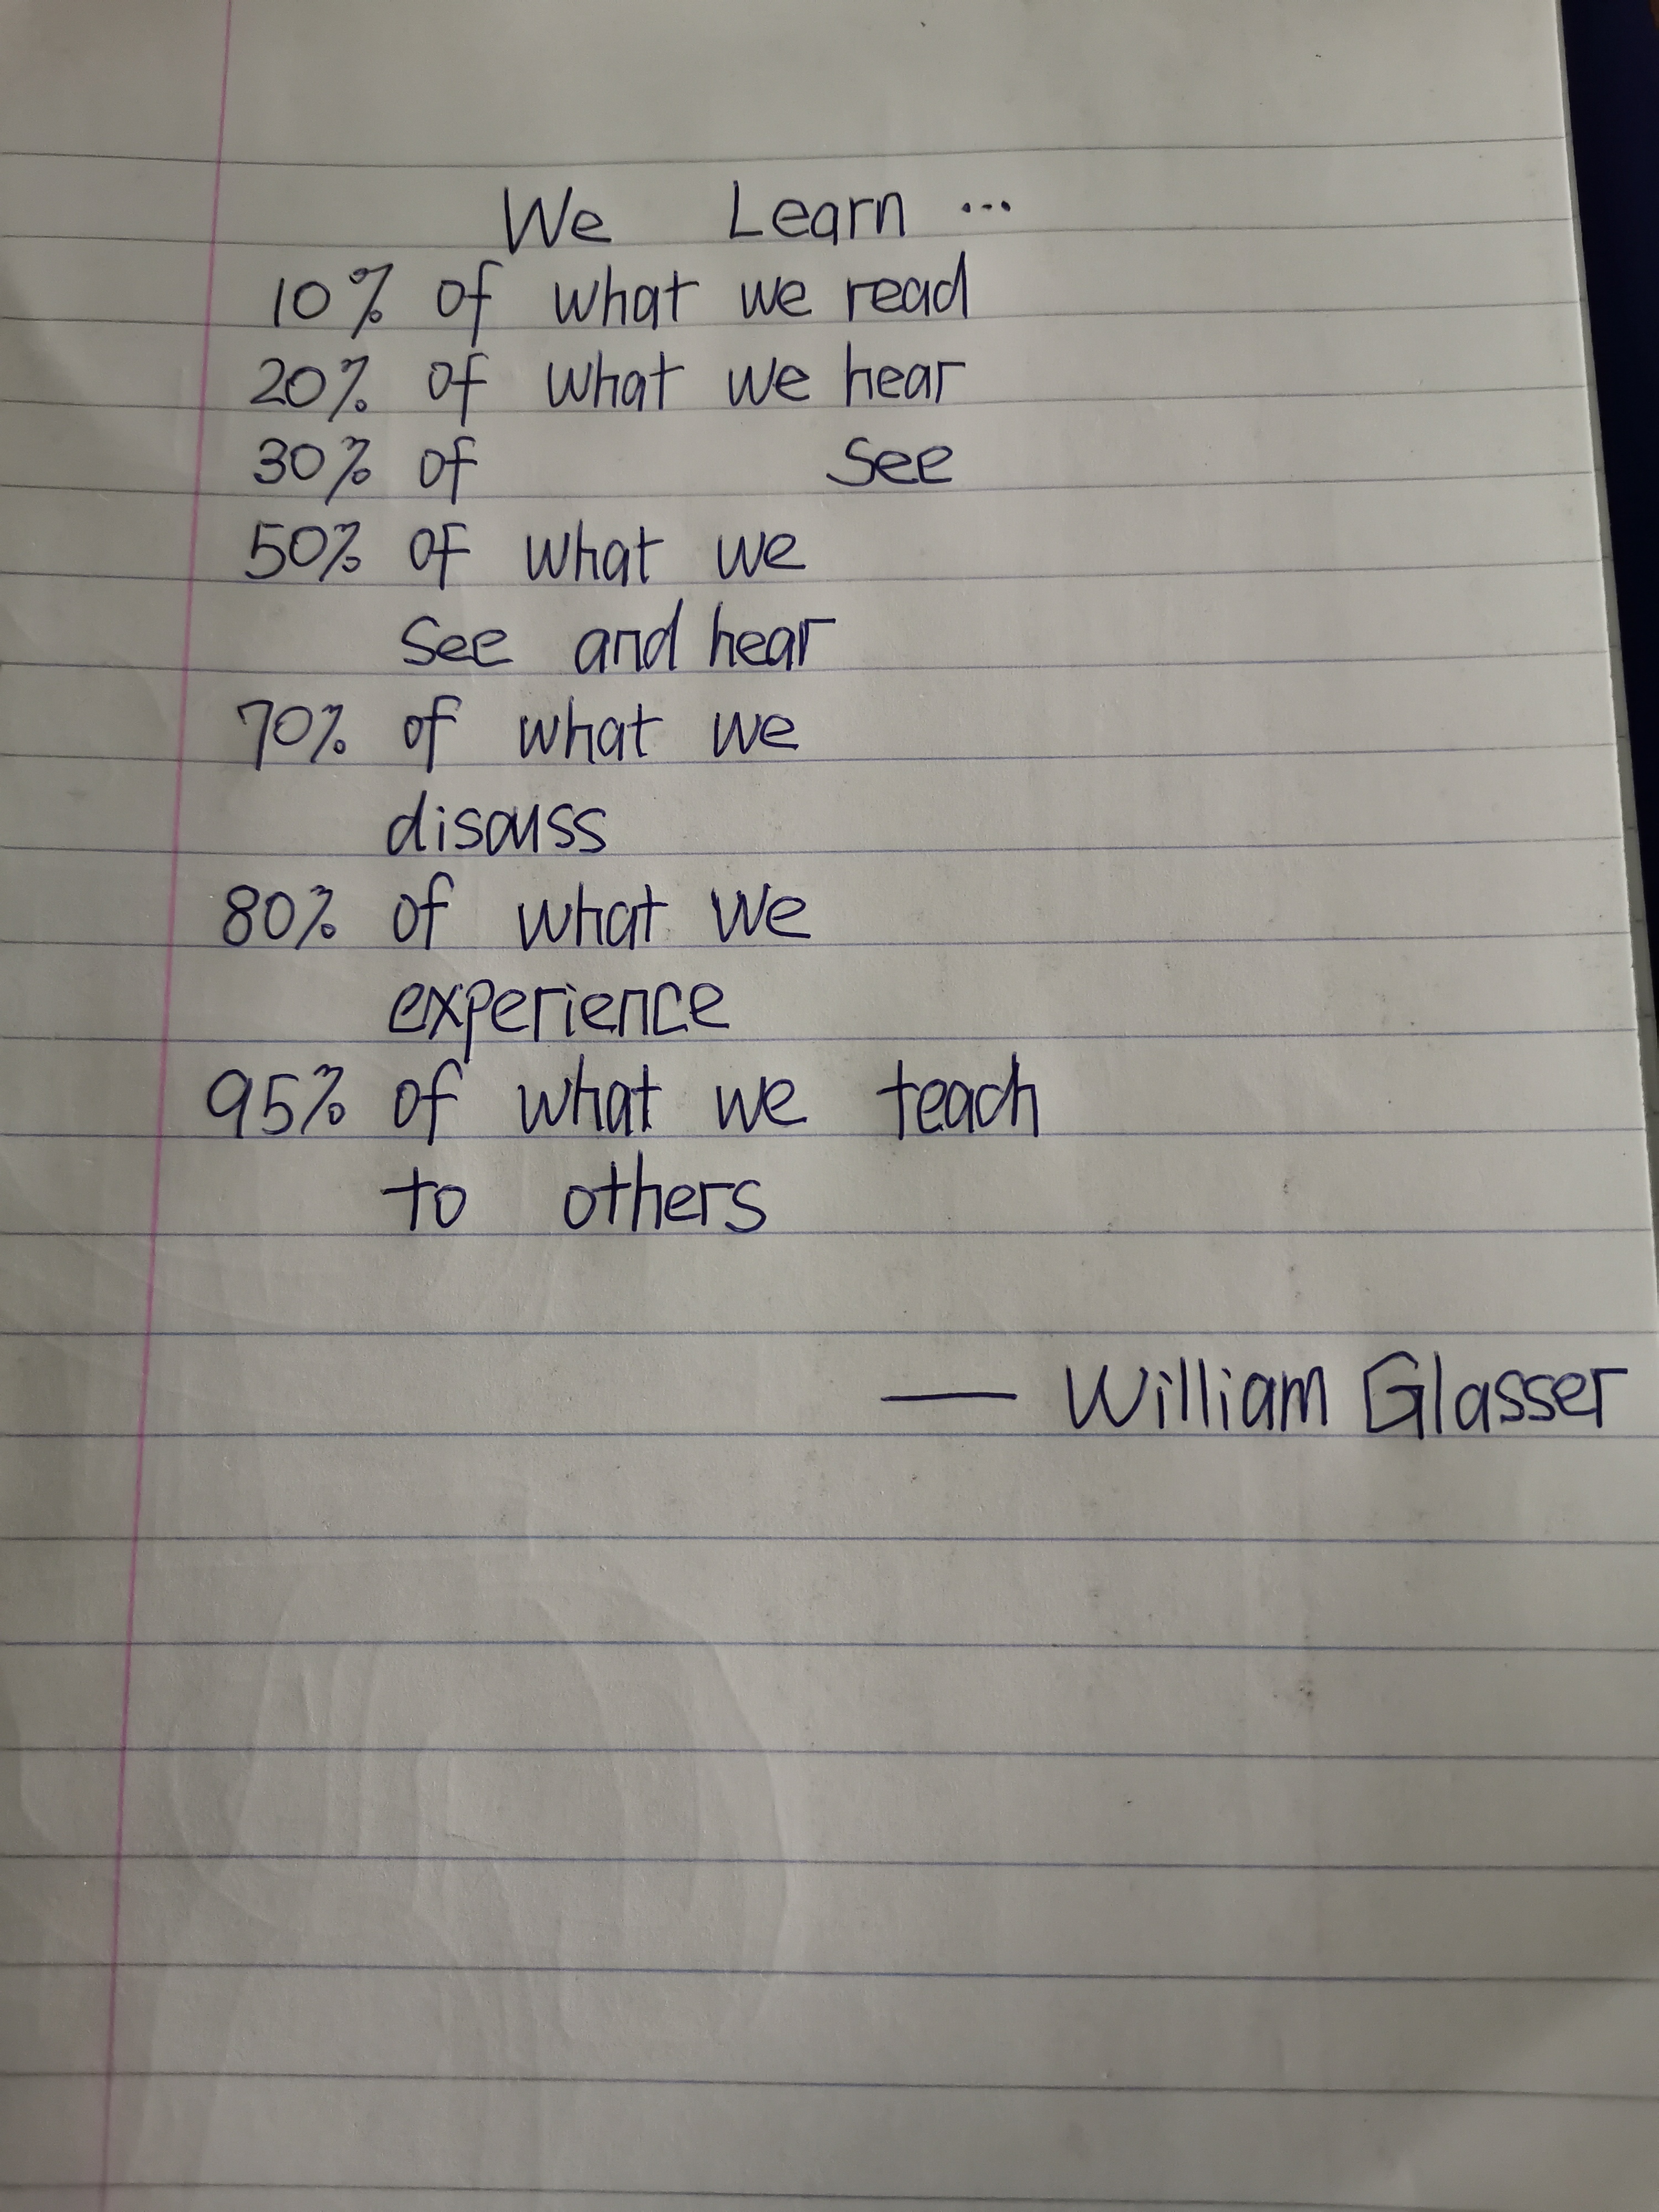 We Learn ...
10% of what we read
20% of what we hear
30% of see
50% of what we
see and hear
70% of what we
discuss
80% of what we
experience
95% of what we teach
to others
— William Glasser